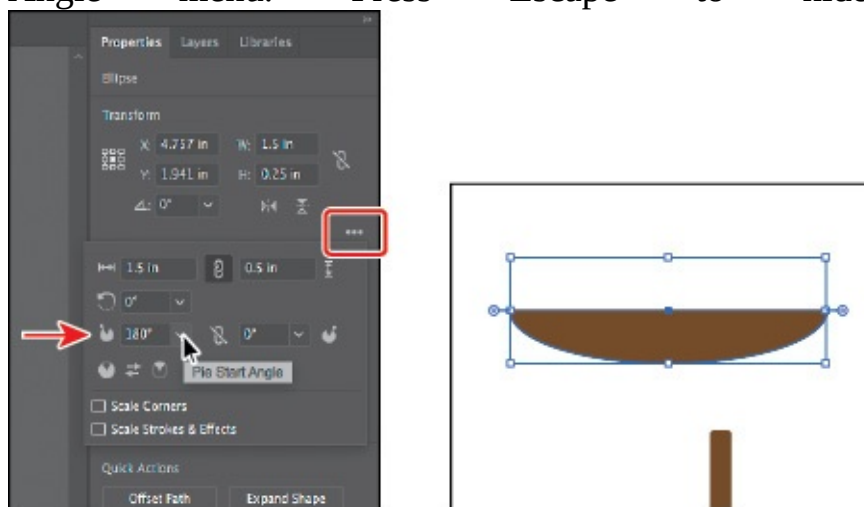 Angle menu. Press Escape to hide
Properties Layers Libraries
Ellipse
Transform
X: 4.757 in W: 1.5 in
Y: 1.941 in H: 0.25 in
0°
1.5 in 0.5 in
0°
180° 0°
Pie Start Angle
Scale Corners
Scale Strokes & Effects
Quick Actions
Offset Path Expand Shape